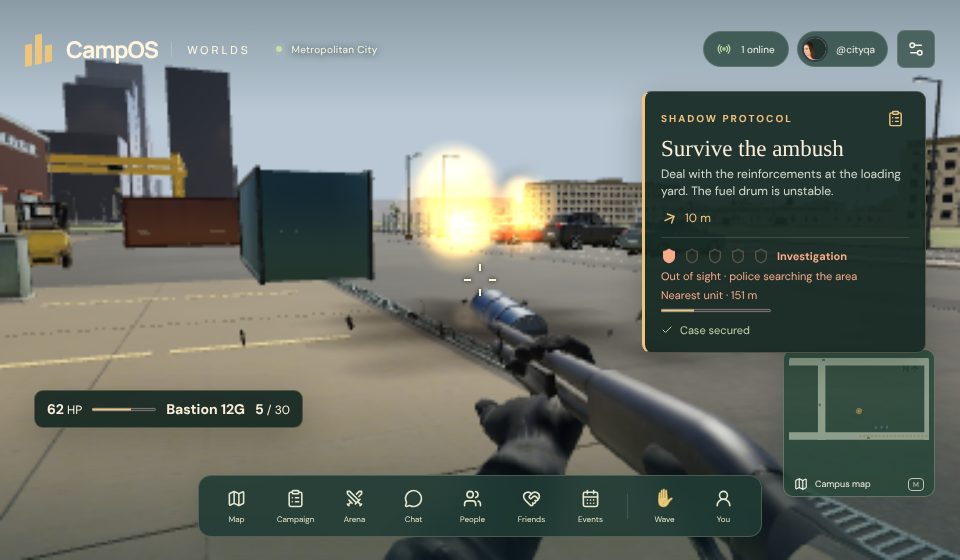 CampOS
WORLDS
Metropolitan City
1 online
@cityqa
SHADOW PROTOCOL
Survive the ambush
Deal with the reinforcements at the loading
yard. The fuel drum is unstable.
10 m
Investigation
Out of sight · police searching the area
Nearest unit · 151 m
Case secured
62 HP
Bastion 12G 5 / 30
Campus map
M
Map
Campaign
Arena
Chat
People
Friends
Events
Wave
You